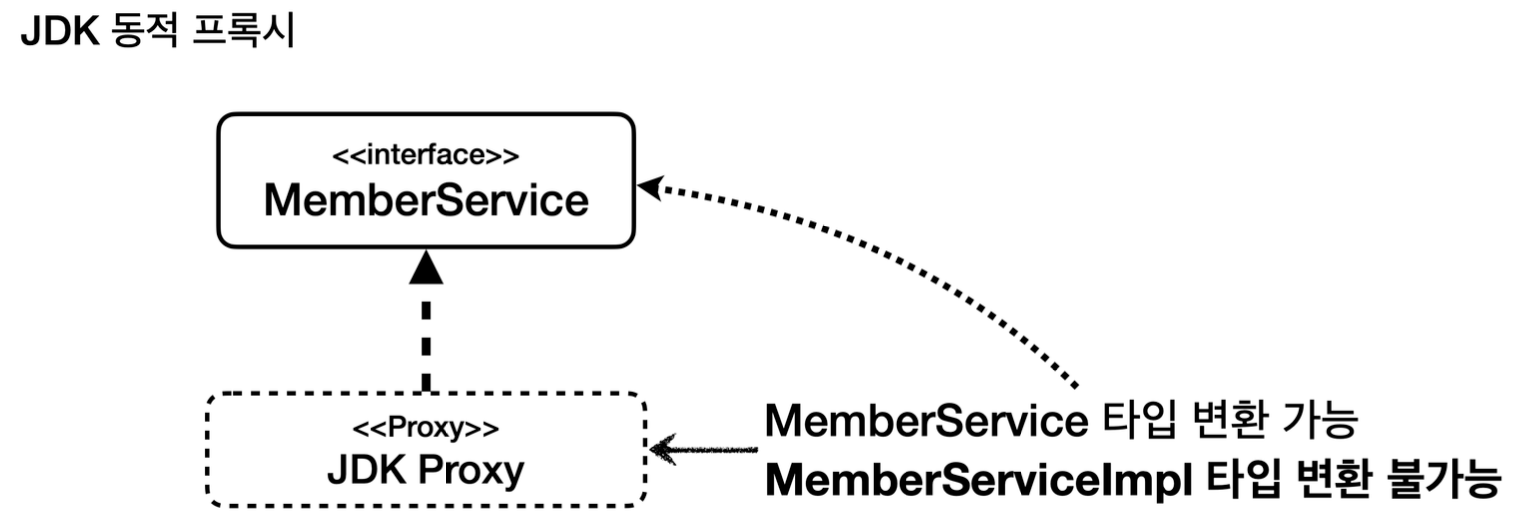 JDK 동적 프록시
<<interface>>
MemberService
<<Proxy>>
JDK Proxy
MemberService 타입 변환 가능
MemberServiceImpl 타입 변환 불가능